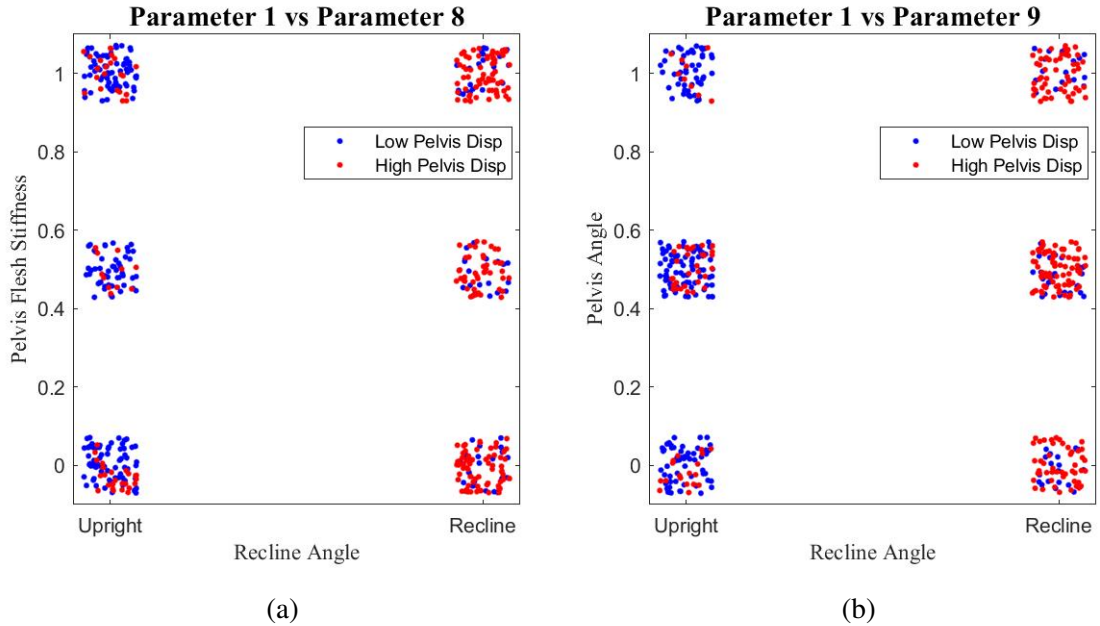 Parameter 1 vs Parameter 8
Pelvis Flesh Stiffness
1
0.8
0.6
0.4
0.2
0
Low Pelvis Disp
High Pelvis Disp
Upright
Recline
Recline Angle
(a)
Parameter 1 vs Parameter 9
Pelvis Angle
1
0.8
0.6
0.4
0.2
0
Low Pelvis Disp
High Pelvis Disp
Upright
Recline
Recline Angle
(b)